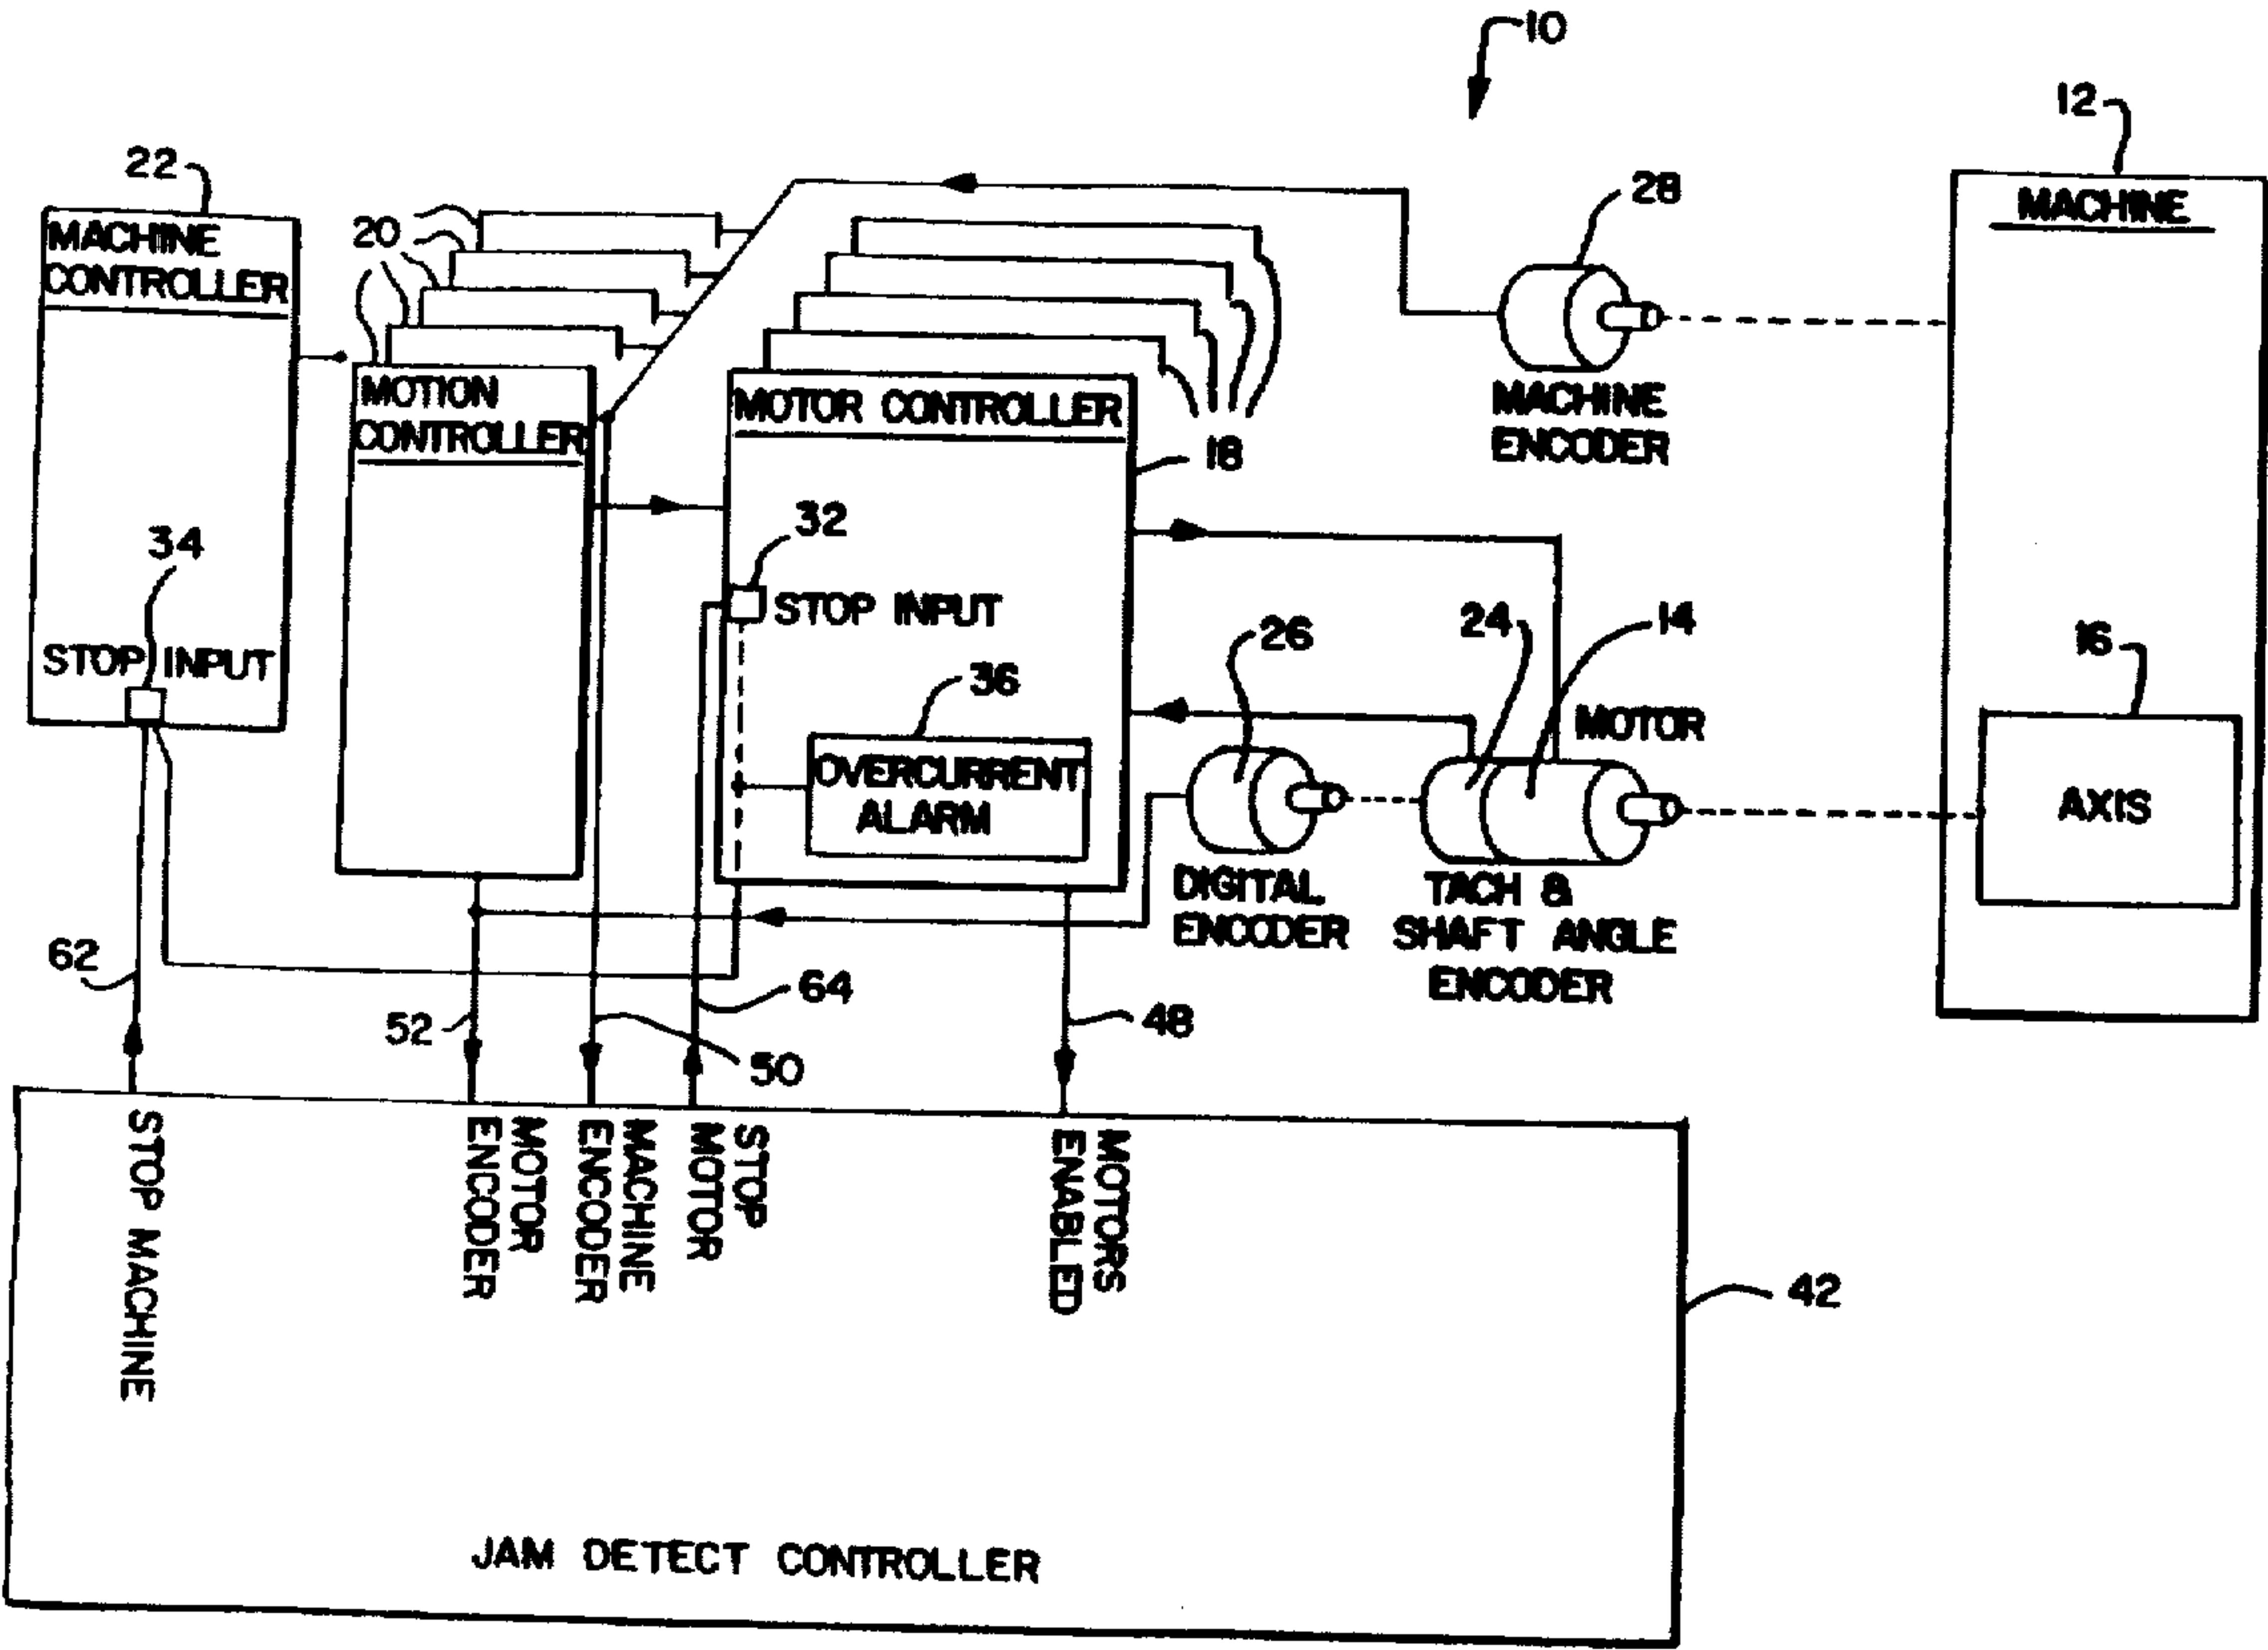 10
12
22
28
MACHINE
MACHINE
CONTROLLER
20
MOTION
CONTROLLER
MOTOR CONTROLLER
MACHINE
ENCODER
18
32
34
STOP INPUT
26
24
14
16
STOP INPUT
36
MOTOR
OVERCURRENT
ALARM
AXIS
DIGITAL
ENCODER
TACH &
SHAFT ANGLE
ENCODER
62
52
64
48
50
STOP MACHINE
MOTOR
ENCODER
MACHINE
ENCODER
STOP
MOTOR
MOTORS
ENABLED
42
JAM DETECT CONTROLLER